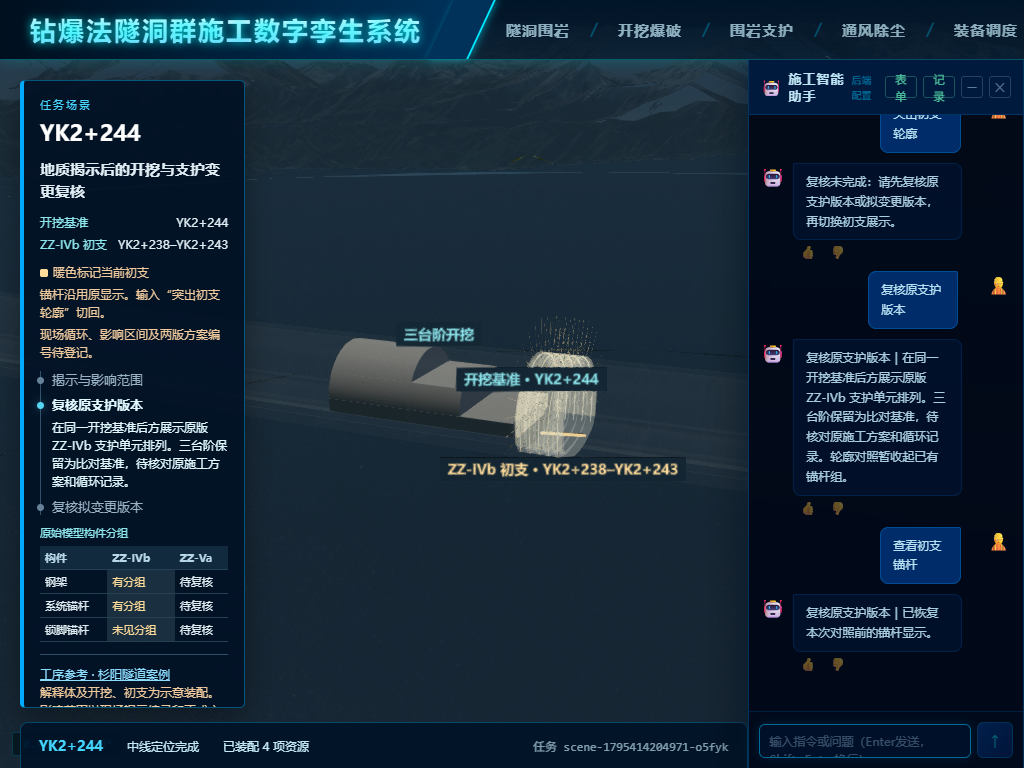 钻爆法隧洞群施工数字孪生系统
隧洞围岩 / 开挖爆破 / 围岩支护 / 通风除尘 / 装备调度
任务场景
YK2+244
地质揭示后的开挖与支护变
更复核
开挖基准 YK2+244
ZZ-IVb 初支 YK2+238—YK2+243
暖色标记当前初支
锚杆沿用原显示。输入“突出初支
轮廓”切回。
现场循环、影响区间及两版方案编
号待登记。
揭示与影响范围
复核原支护版本
在同一开挖基准后方展示原版
ZZ-IVb 支护单元排列。三台阶保
留为比对基准，待核对原施工方
案和循环记录。
复核拟变更版本
原始模型构件分组
构件 ZZ-IVb ZZ-Va
钢架 有分组 待复核
系统锚杆 有分组 待复核
锁脚锚杆 未见分组 待复核
工序参考 · 杉阳隧道案例
解释体及开挖、初支为示意装配。
三台阶开挖
开挖基准 • YK2+244
ZZ-IVb 初支 • YK2+238—YK2+243
YK2+244 中线定位完成 已装配 4 项资源 任务 scene-1795414204971-o5fyk
施工智能
助手
后端
配置
表
单
记
录
突出初支
轮廓
复核未完成：请先复核原
支护版本或拟变更版本，
再切换初支展示。
复核原支护
版本
复核原支护版本 | 在同一
开挖基准后方展示原版
ZZ-IVb 支护单元排列。三
台阶保留为比对基准，待
核对原施工方案和循环记
录。轮廓对照暂收起已有
锚杆组。
查看初支
锚杆
复核原支护版本 | 已恢复
本次对照前的锚杆显示。
输入指令或问题（Enter发送，